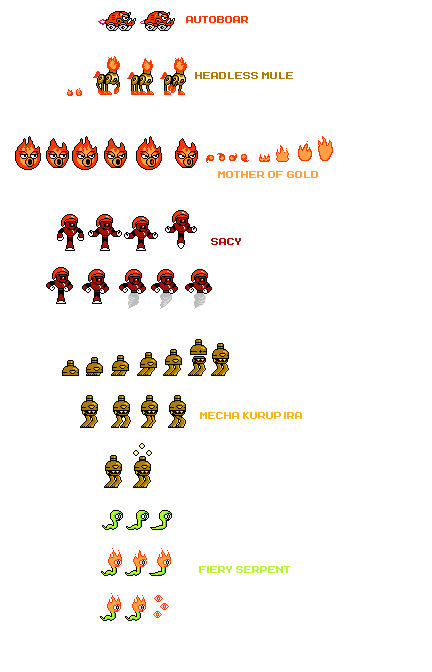 AUTOBOAR
HEADLESS MULE
MOTHER OF GOLD
SACY
MECHA KURUPIRA
FIERY SERPENT